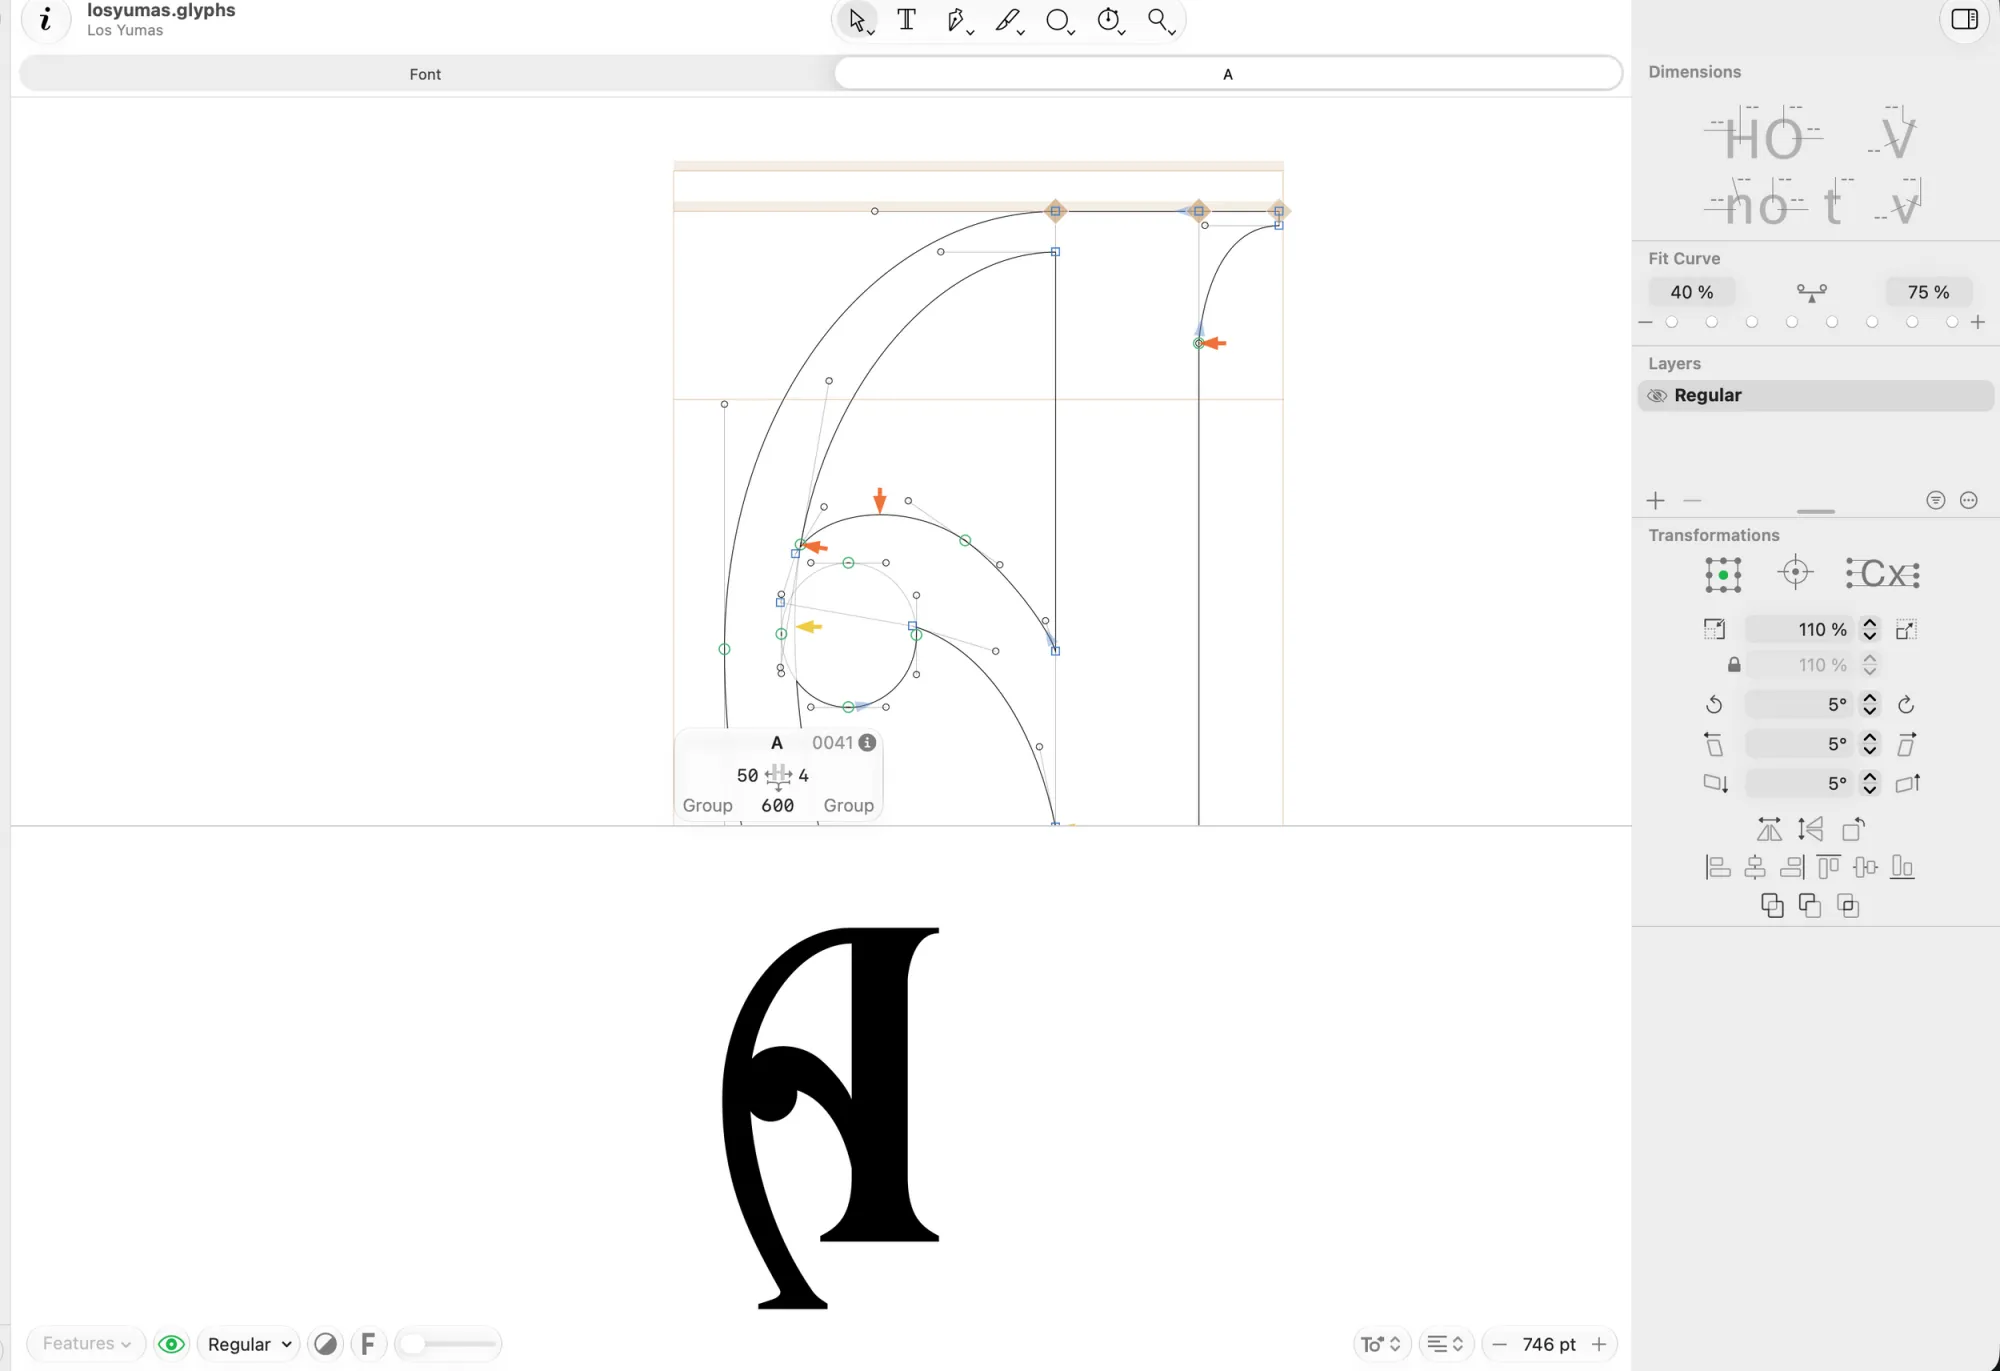 losyumas.glyphs
Los Yumas
T
Font
A
Dimensions
-- -- -- -- -- HO -- -- V
-- -- -- -- -- no -- t -- -- v
Fit Curve
40 %
75 %
Layers
Regular
Transformations
Cx
110 %
110 %
5°
5°
5°
A 0041
50 H 4
Group 600 Group
A
Features
Regular
F
To
746 pt